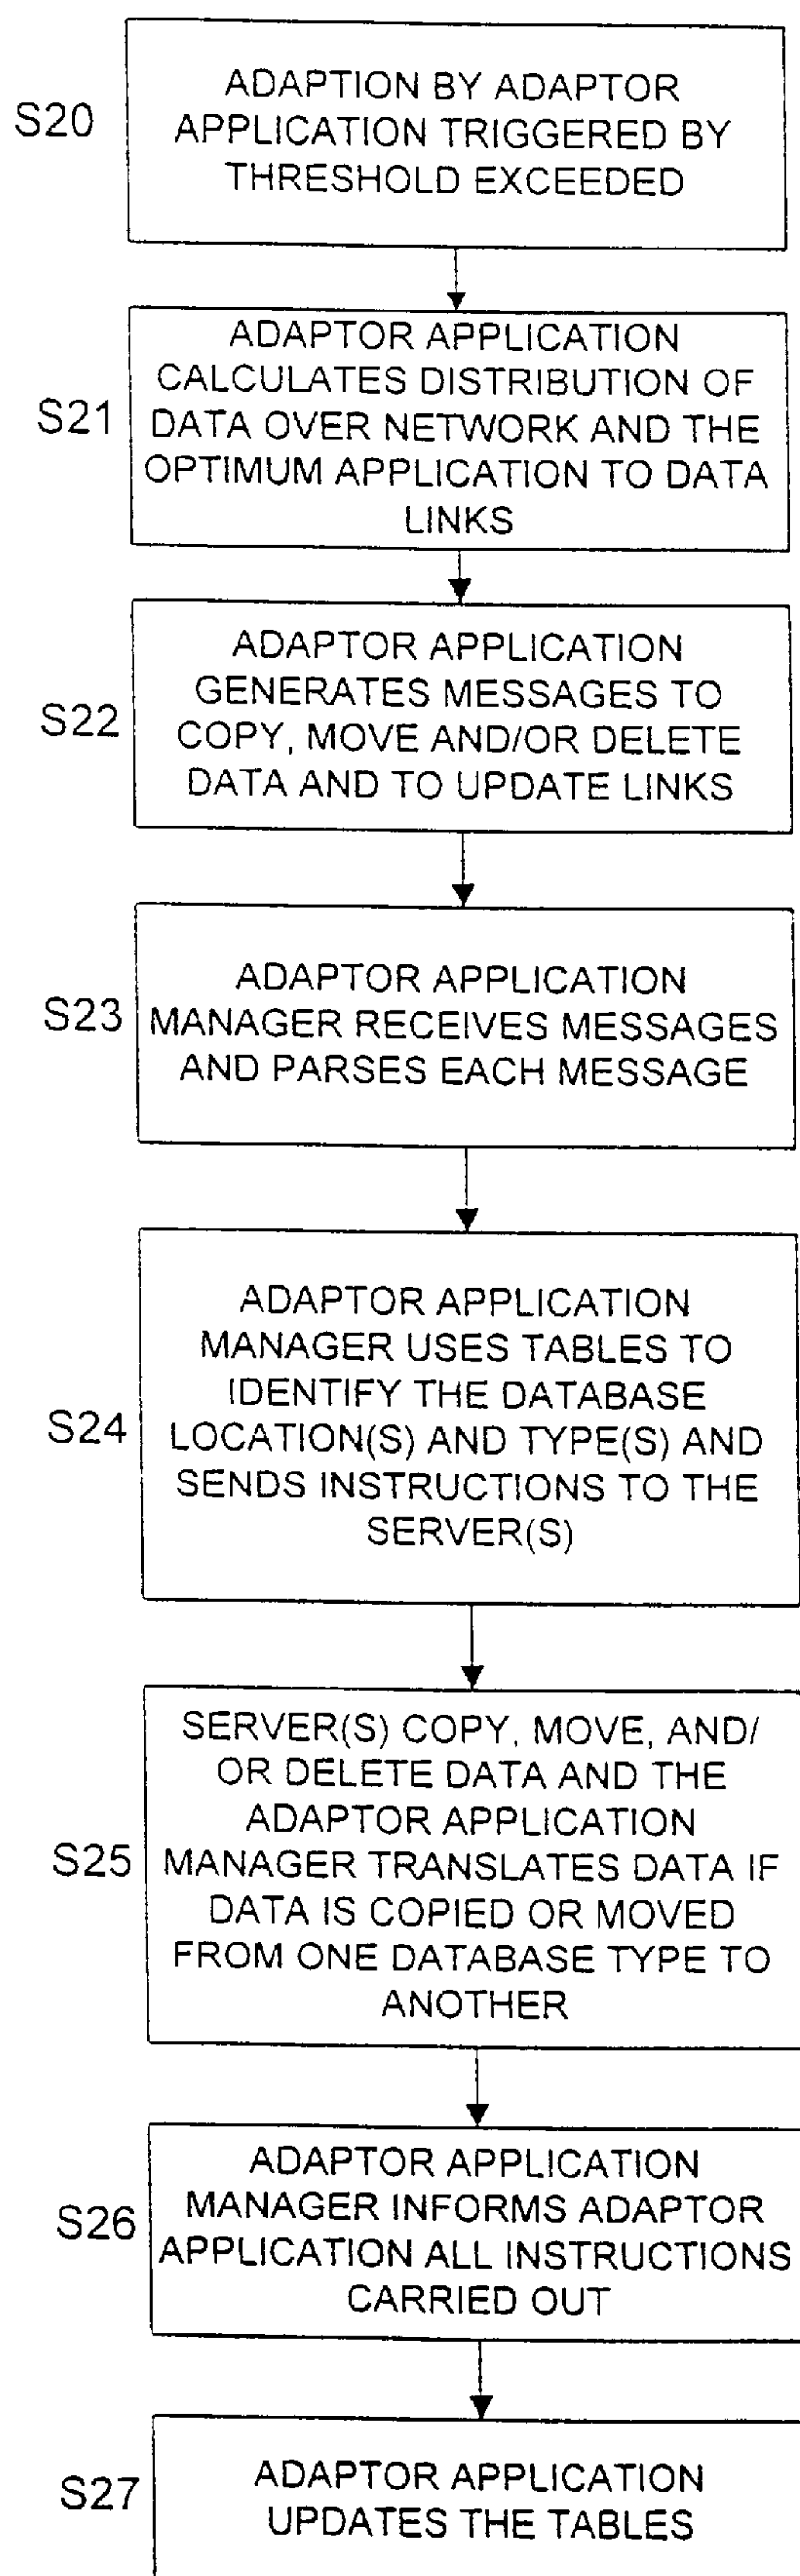 S20
ADAPTION BY ADAPTOR
APPLICATION TRIGGERED BY
THRESHOLD EXCEEDED
S21
ADAPTOR APPLICATION
CALCULATES DISTRIBUTION OF
DATA OVER NETWORK AND THE
OPTIMUM APPLICATION TO DATA
LINKS
S22
ADAPTOR APPLICATION
GENERATES MESSAGES TO
COPY, MOVE AND/OR DELETE
DATA AND TO UPDATE LINKS
S23
ADAPTOR APPLICATION
MANAGER RECEIVES MESSAGES
AND PARSES EACH MESSAGE
S24
ADAPTOR APPLICATION
MANAGER USES TABLES TO
IDENTIFY THE DATABASE
LOCATION(S) AND TYPE(S) AND
SENDS INSTRUCTIONS TO THE
SERVER(S)
S25
SERVER(S) COPY, MOVE, AND/
OR DELETE DATA AND THE
ADAPTOR APPLICATION
MANAGER TRANSLATES DATA IF
DATA IS COPIED OR MOVED
FROM ONE DATABASE TYPE TO
ANOTHER
S26
ADAPTOR APPLICATION
MANAGER INFORMS ADAPTOR
APPLICATION ALL INSTRUCTIONS
CARRIED OUT
S27
ADAPTOR APPLICATION
UPDATES THE TABLES